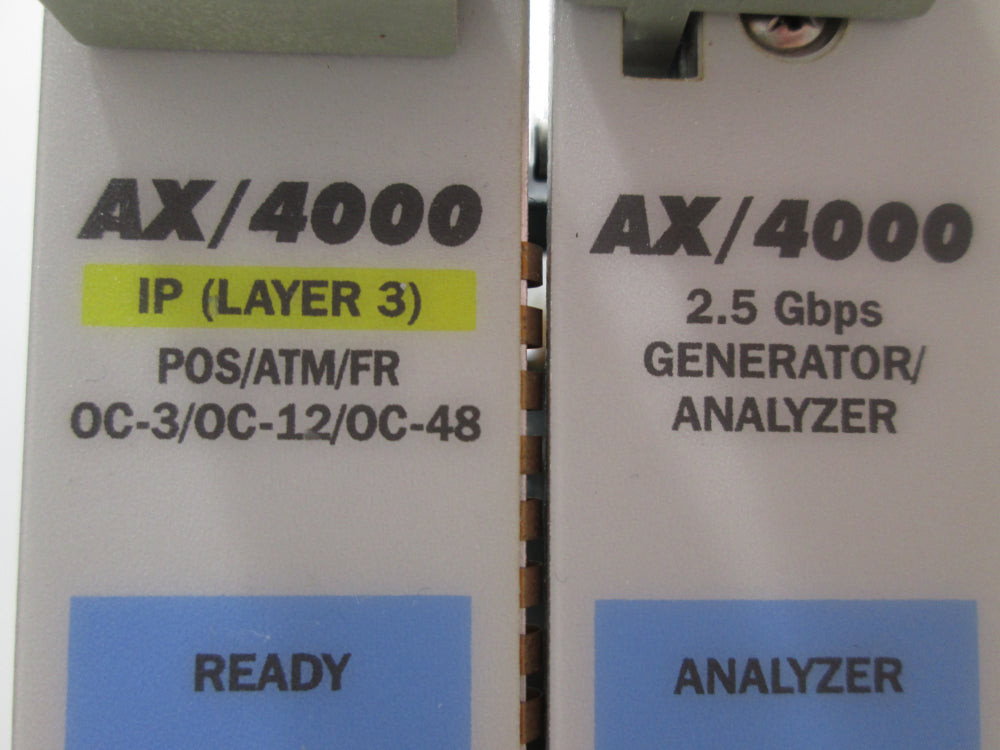 AX/4000
IP (LAYER 3)
POS/ATM/FR
OC-3/OC-12/OC-48
READY
AX/4000
2.5 Gbps
GENERATOR/
ANALYZER
ANALYZER